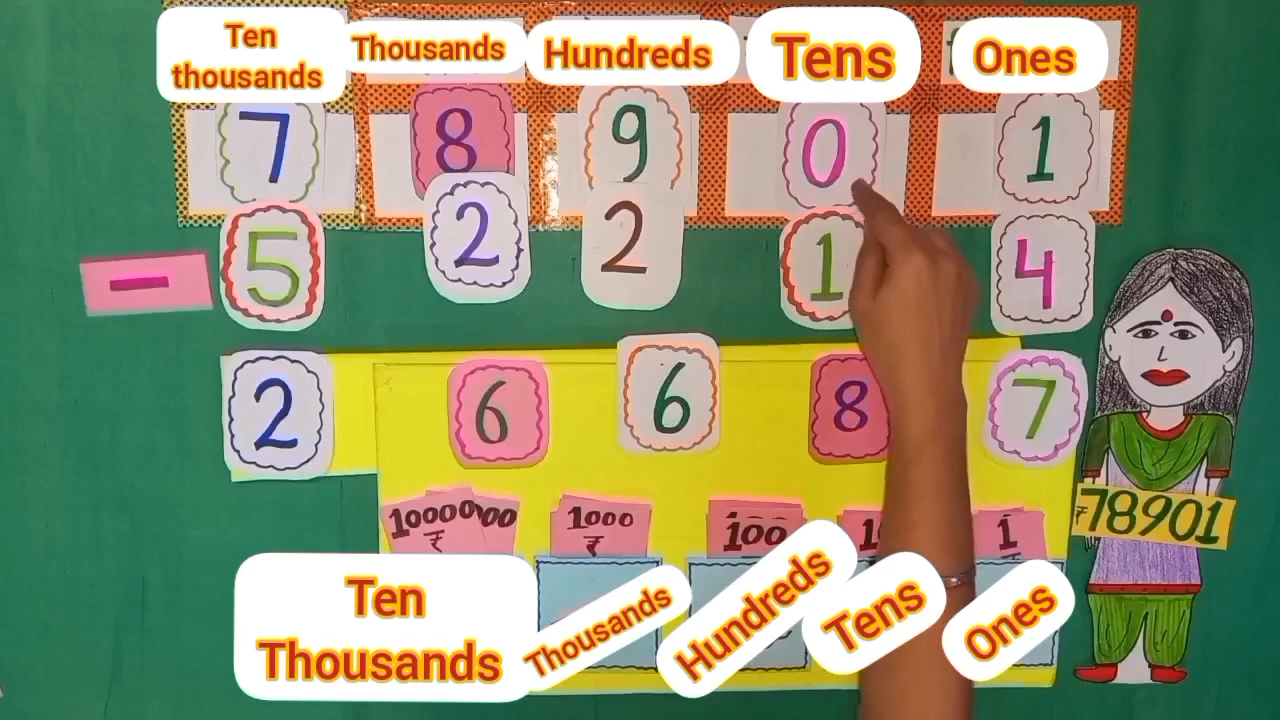 Ten
thousands
Thousands
Hundreds
Tens
Ones
7 8 9 0 1
- 5 2 2 1 4
2 6 6 8 7
10000
₹
1000
₹
100
1
₹78901
Ten
Thousands
Thousands
Hundreds
Tens
Ones